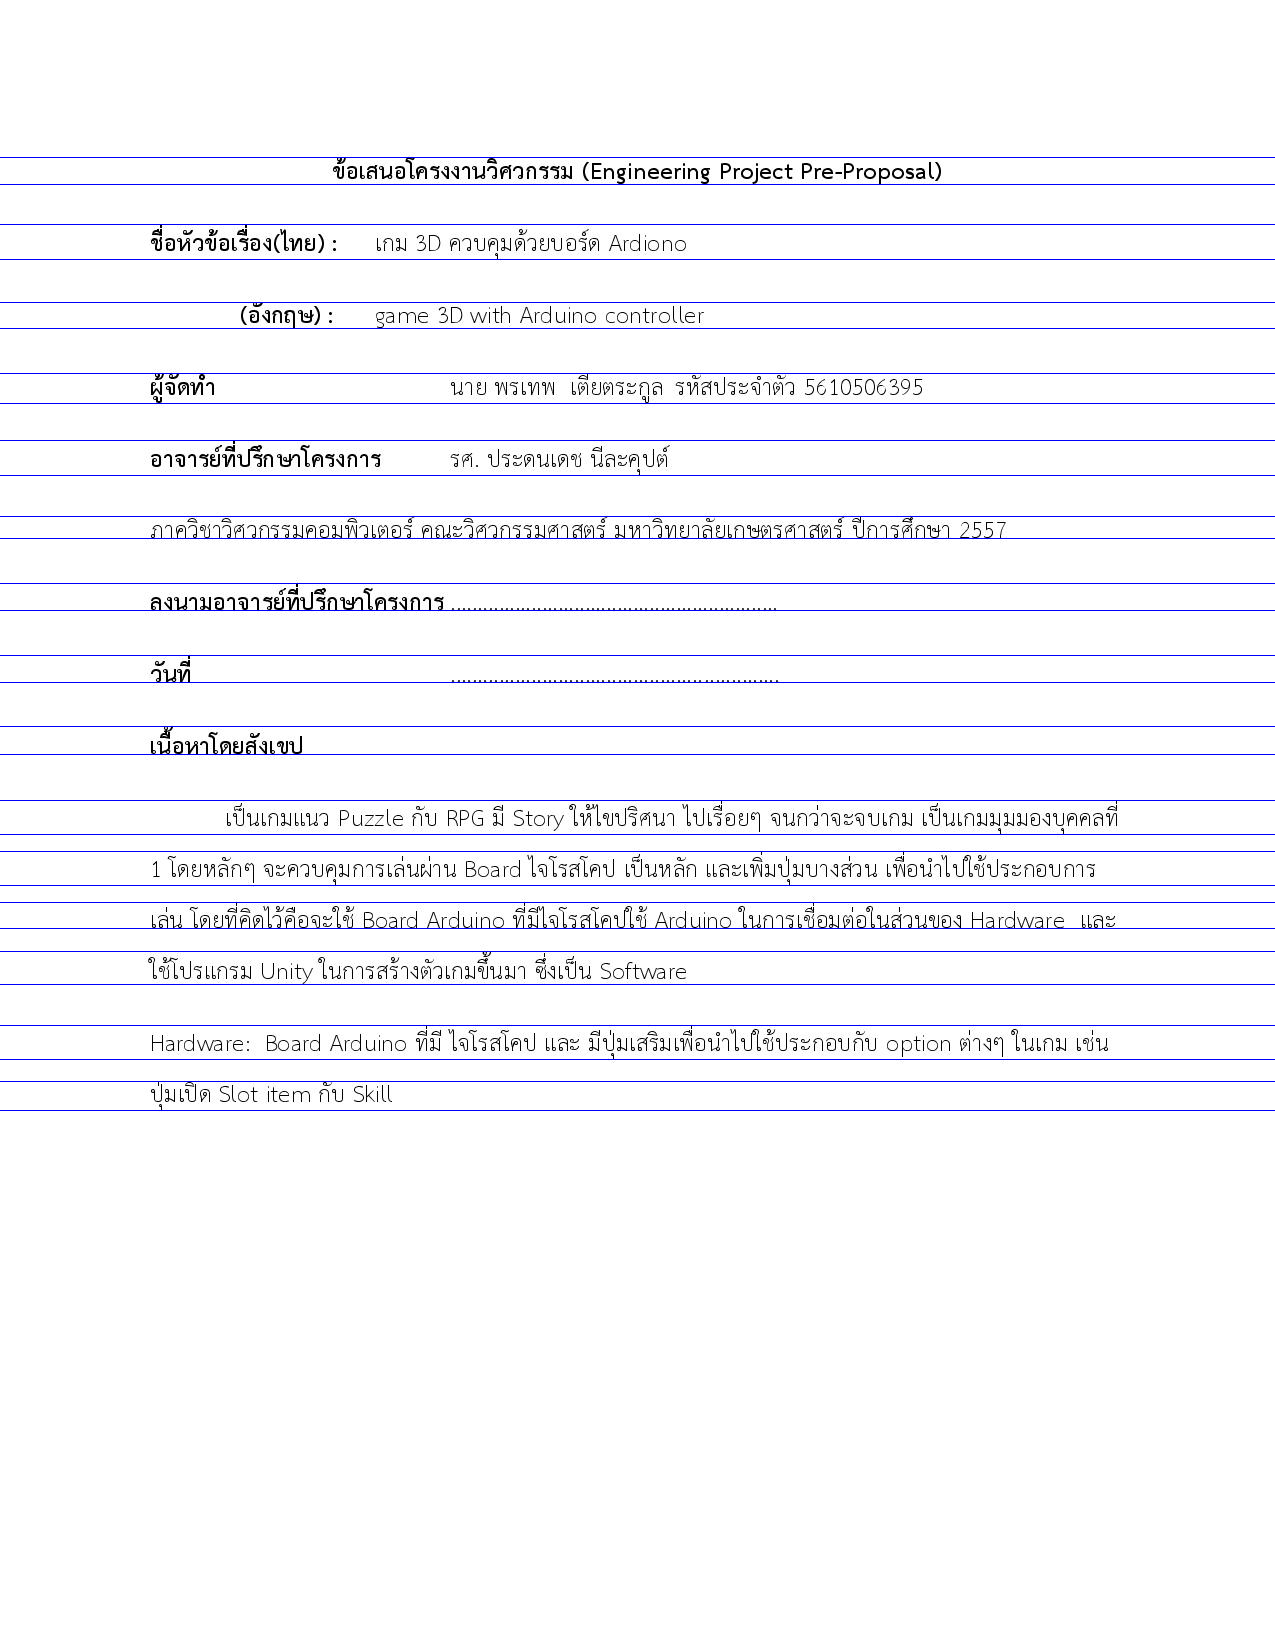 ข้อเสนอโครงงานวิศวกรรม (Engineering Project Pre-Proposal)
ชื่อหัวข้อเรื่อง(ไทย) : เกม 3D ควบคุมด้วยบอร์ด Ardiono
(อังกฤษ) : game 3D with Arduino controller
ผู้จัดทำ นาย พรเทพ เตียตระกูล รหัสประจำตัว 5610506395
อาจารย์ที่ปรึกษาโครงการ รศ. ประดนเดช นีละคุปต์
ภาควิชาวิศวกรรมคอมพิวเตอร์ คณะวิศวกรรมศาสตร์ มหาวิทยาลัยเกษตรศาสตร์ ปีการศึกษา 2557
ลงนามอาจารย์ที่ปรึกษาโครงการ .............................................................
วันที่ .............................................................
เนื้อหาโดยสังเขป
เป็นเกมแนว Puzzle กับ RPG มี Story ให้ไขปริศนา ไปเรื่อยๆ จนกว่าจะจบเกม เป็นเกมมุมมองบุคคลที่
1 โดยหลักๆ จะควบคุมการเล่นผ่าน Board ไจโรสโคป เป็นหลัก และเพิ่มปุ่มบางส่วน เพื่อนำไปใช้ประกอบการ
เล่น โดยที่คิดไว้คือจะใช้ Board Arduino ที่มีไจโรสโคปใช้ Arduino ในการเชื่อมต่อในส่วนของ Hardware และ
ใช้โปรแกรม Unity ในการสร้างตัวเกมขึ้นมา ซึ่งเป็น Software
Hardware: Board Arduino ที่มี ไจโรสโคป และ มีปุ่มเสริมเพื่อนำไปใช้ประกอบกับ option ต่างๆ ในเกม เช่น
ปุ่มเปิด Slot item กับ Skill